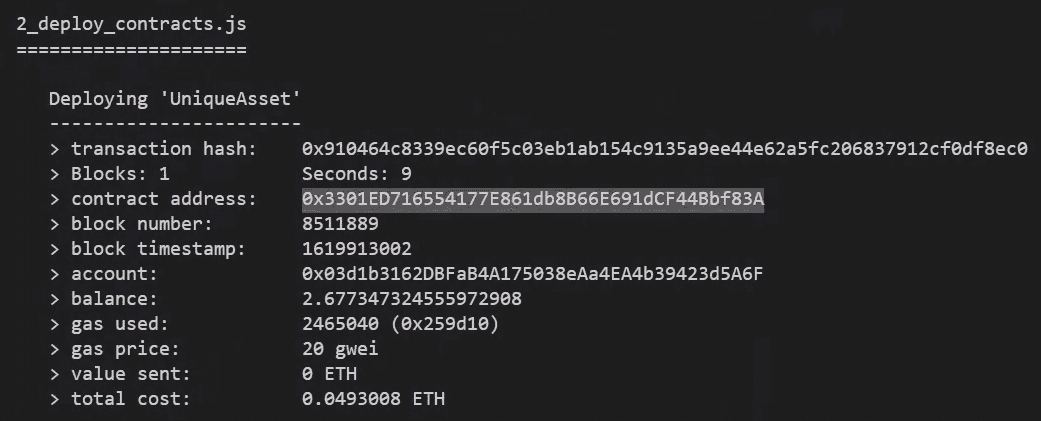 2_deploy_contracts.js
=====================
Deploying 'UniqueAsset'
-----------------------
> transaction hash: 0x910464c8339ec60f5c03eb1ab154c9135a9ee44e62a5fc206837912cf0df8ec0
> Blocks: 1 Seconds: 9
> contract address: 0x3301ED716554177E861db8B66E691dCF44Bbf83A
> block number: 8511889
> block timestamp: 1619913002
> account: 0x03d1b3162DBFaB4A175038eAa4EA4b39423d5A6F
> balance: 2.677347324555972908
> gas used: 2465040 (0x259d10)
> gas price: 20 gwei
> value sent: 0 ETH
> total cost: 0.0493008 ETH